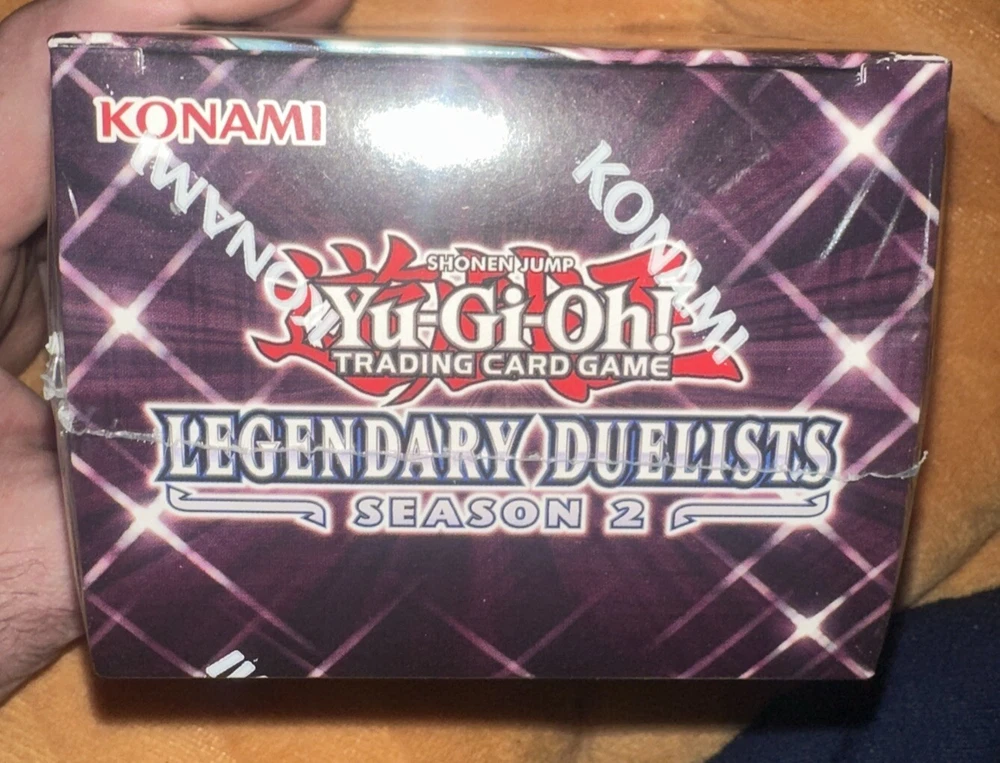 KONAMI
KONAMI
KONAMI
SHONEN JUMP
Yu-Gi-Oh!
TRADING CARD GAME
LEGENDARY DUELISTS
SEASON 2